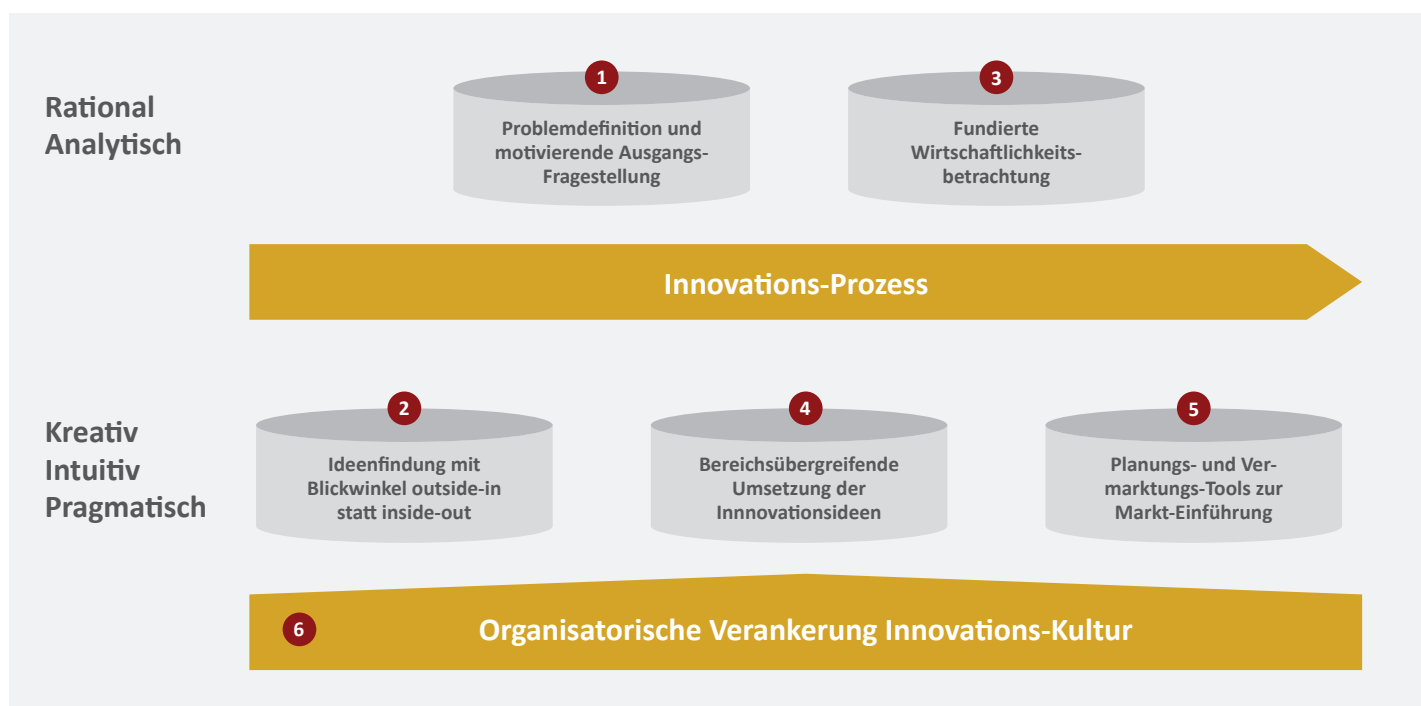 Rational
Analytisch
1
Problemdefinition und
motivierende Ausgangs-
Fragestellung
3
Fundierte
Wirtschaftlichkeits-
betrachtung
Innovations-Prozess
Kreativ
Intuitiv
Pragmatisch
2
Ideenfindung mit
Blickwinkel outside-in
statt inside-out
4
Bereichsübergreifende
Umsetzung der
Innnovationsideen
5
Planungs- und Ver-
marktungs-Tools zur
Markt-Einführung
6
Organisatorische Verankerung Innovations-Kultur